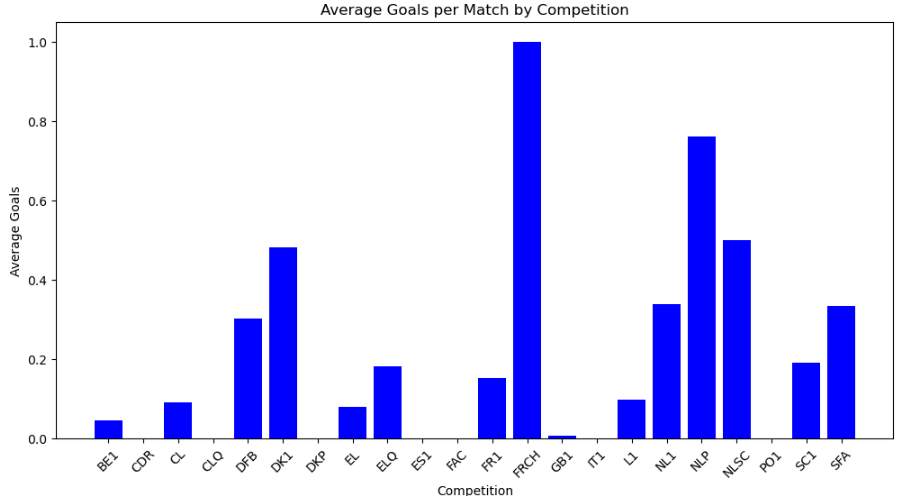 Average Goals per Match by Competition
Average Goals
1.0
0.8
0.6
0.4
0.2
0.0
BE1 CDR CL CLQ DFB DK1 DKP EL ELQ ES1 FAC FR1 FRCH GB1 IT1 L1 NL1 NLP NLSC PO1 SC1 SFA
Competition